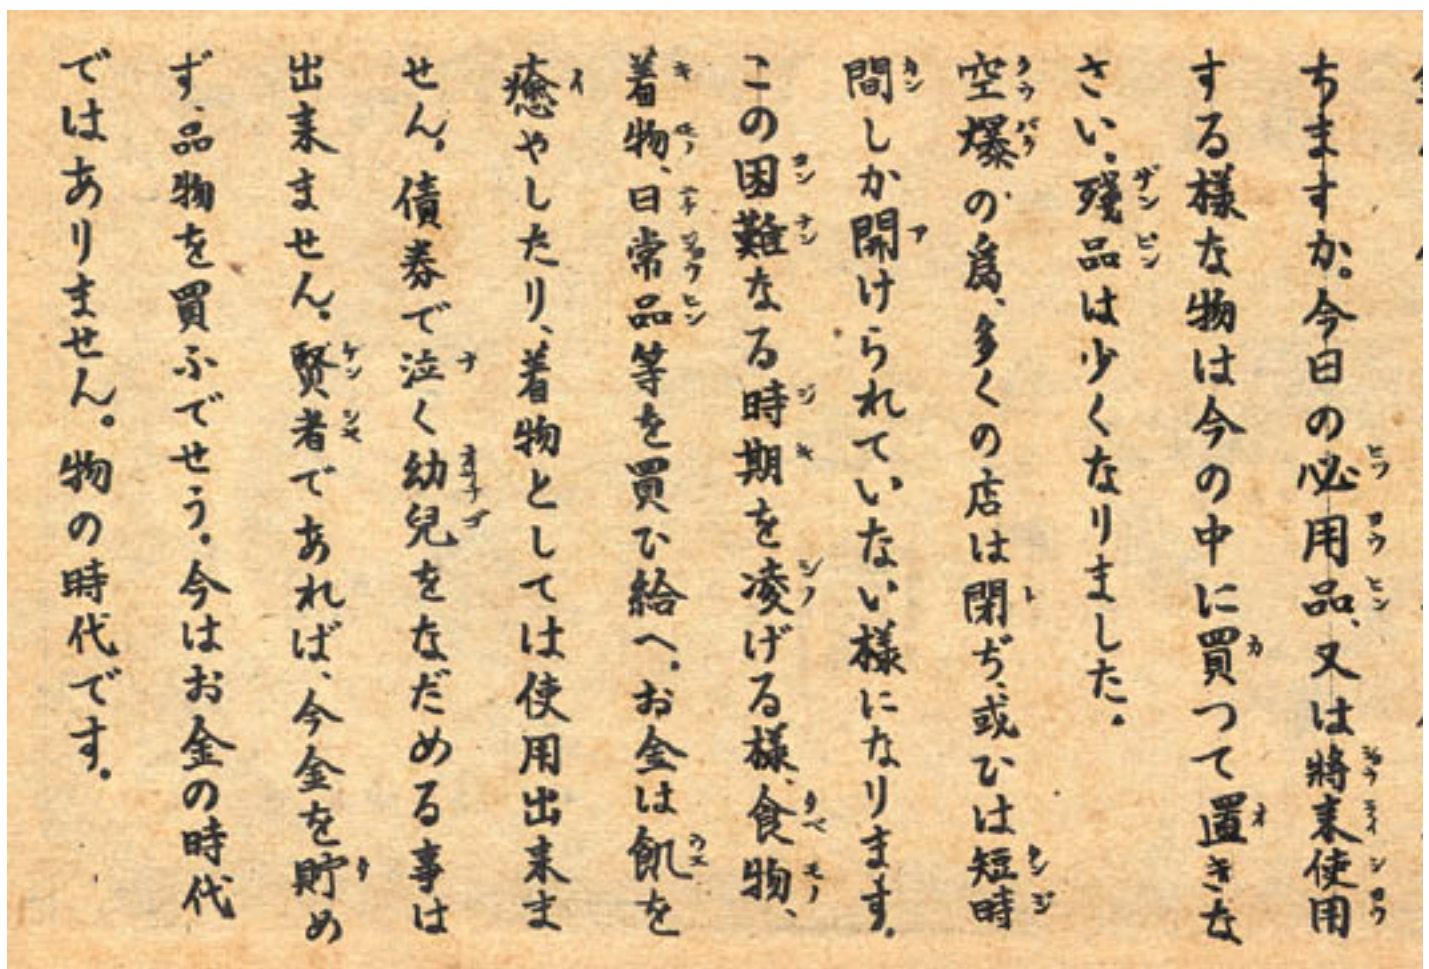 ちますか。今日の必用品、又は將来使用
する様な物は今の中に買つて置きな
さい、殘品は少くなりました。
空爆の爲、多くの店は閉ぢ、或ひは短時
間しか開けられていない様になります。
この困難なる時期を凌げる様、食物、
着物、日常品等を買ひ給へ。お金は飢を
癒やしたり、着物としては使用出来ま
せん。債券で泣く幼兒をなだめる事は
出来ません。賢者であれば、今金を貯め
ず、品物を買ふでせう。今はお金の時代
ではありません。物の時代です。